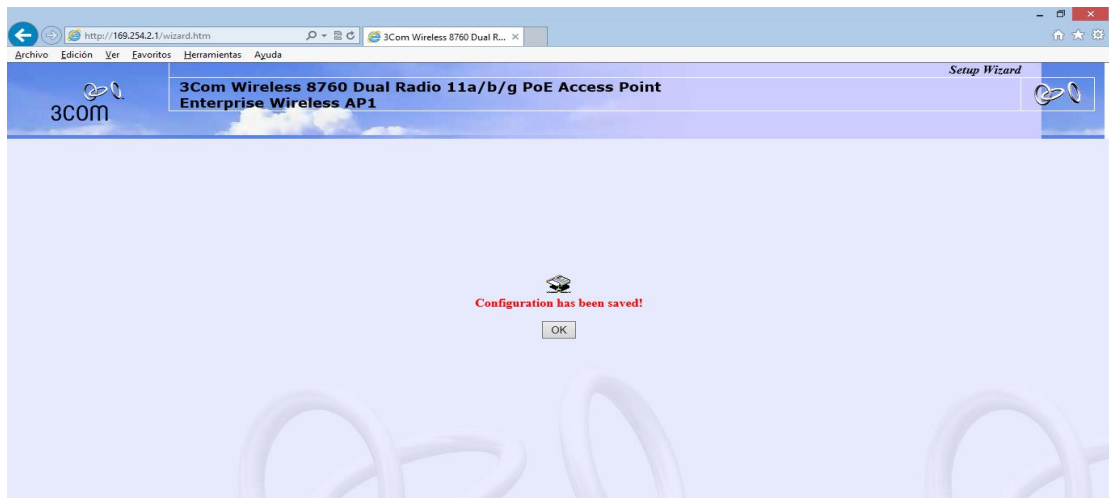 http://169.254.2.1/wizard.htm
3Com Wireless 8760 Dual R...
Archivo Edición Ver Favoritos Herramientas Ayuda
Setup Wizard
3Com Wireless 8760 Dual Radio 11a/b/g PoE Access Point
Enterprise Wireless AP1
3COM
Configuration has been saved!
OK